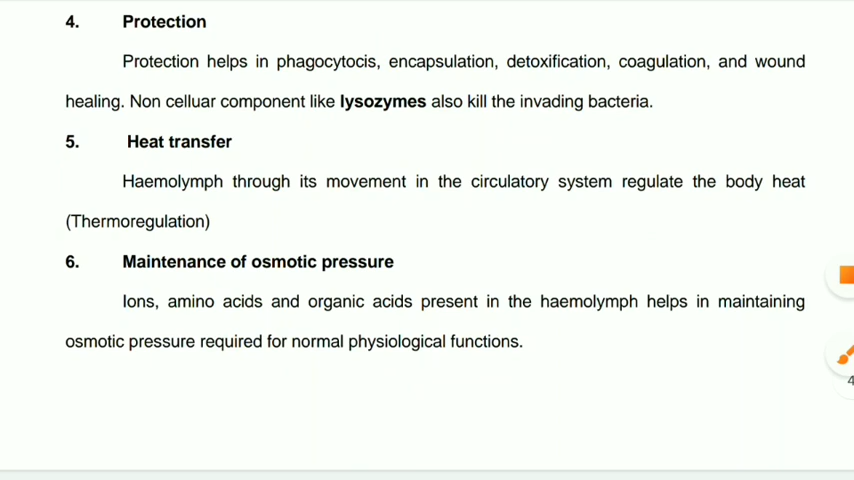 4. Protection
Protection helps in phagocytocis, encapsulation, detoxification, coagulation, and wound
healing. Non celluar component like lysozymes also kill the invading bacteria.
5. Heat transfer
Haemolymph through its movement in the circulatory system regulate the body heat
(Thermoregulation)
6. Maintenance of osmotic pressure
Ions, amino acids and organic acids present in the haemolymph helps in maintaining
osmotic pressure required for normal physiological functions.
4